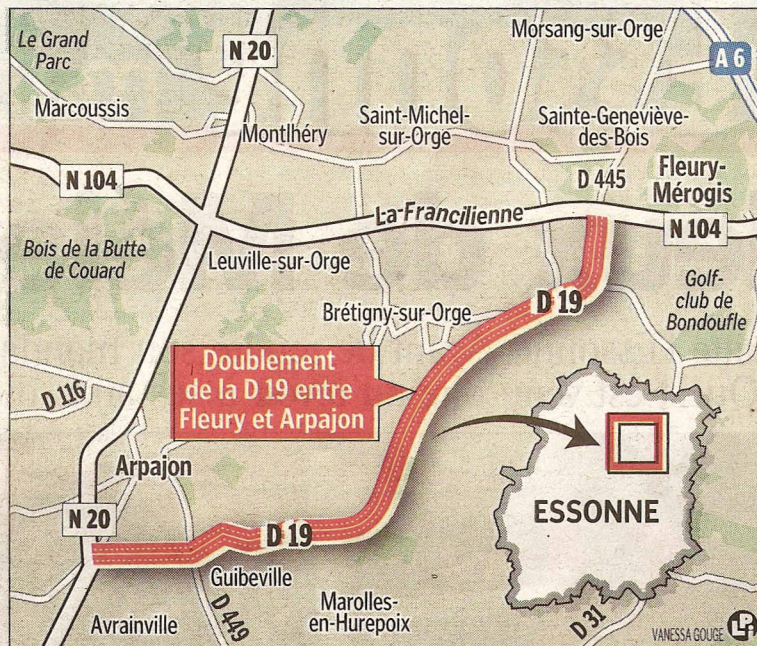 Le Grand
Parc
N 20
Morsang-sur-Orge
A 6
Marcoussis
Montlhéry
Saint-Michel-
sur-Orge
Sainte-Geneviève-
des-Bois
N 104
D 445
Fleury-
Mérogis
La Francilienne
N 104
Bois de la Butte
de Couard
Leuville-sur-Orge
Golf-
club de
Bondoufle
Brétigny-sur-Orge
D 19
Doublement
de la D 19 entre
Fleury et Arpajon
D 116
Arpajon
ESSONNE
N 20
D 19
Guibeville
Marolles-
en-Hurepoix
Avrainville
D 449
D 31
VANESSA GOUGE
LP